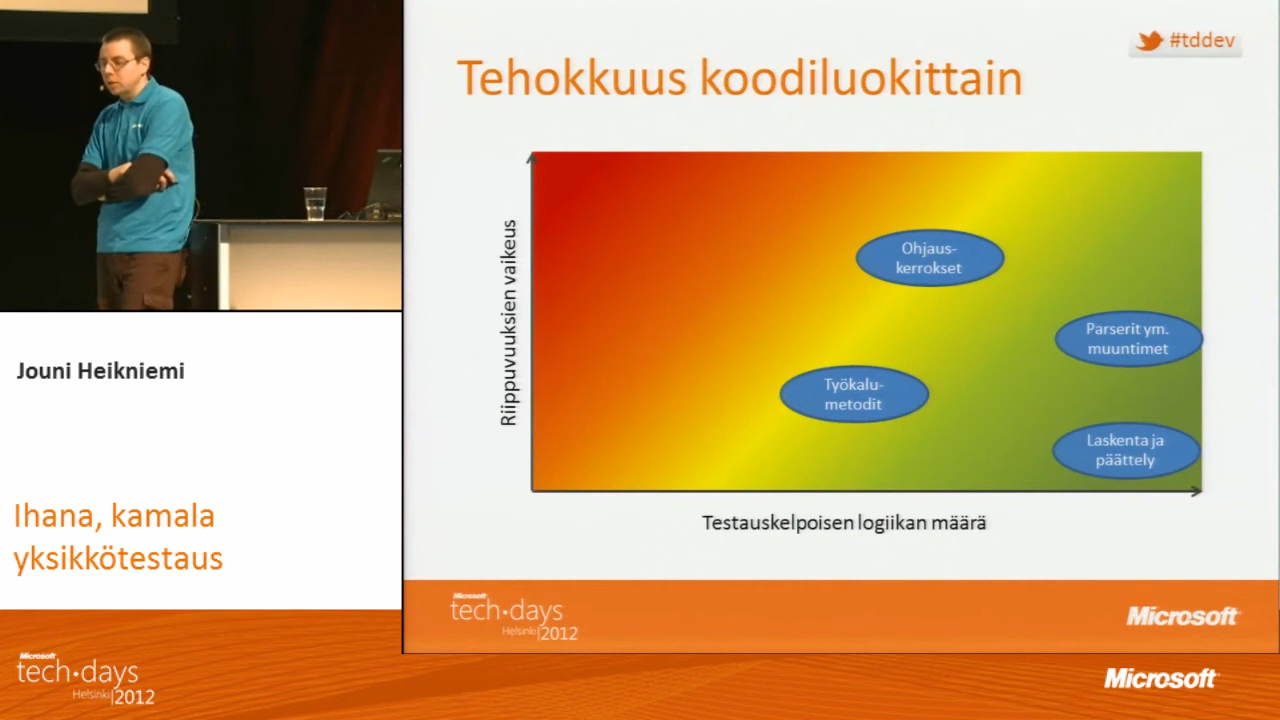 #tddev
Tehokkuus koodiluokittain
Riippuvuuksien vaikeus
Ohjaus-
kerrokset
Parserit ym.
muuntimet
Työkalu-
metodit
Laskenta ja
päättely
Testauskelpoisen logiikan määrä
Microsoft
tech·days
Helsinki|2012
Microsoft
Jouni Heikniemi
Ihana, kamala
yksikkötestaus
Microsoft
tech·days
Helsinki|2012
Microsoft